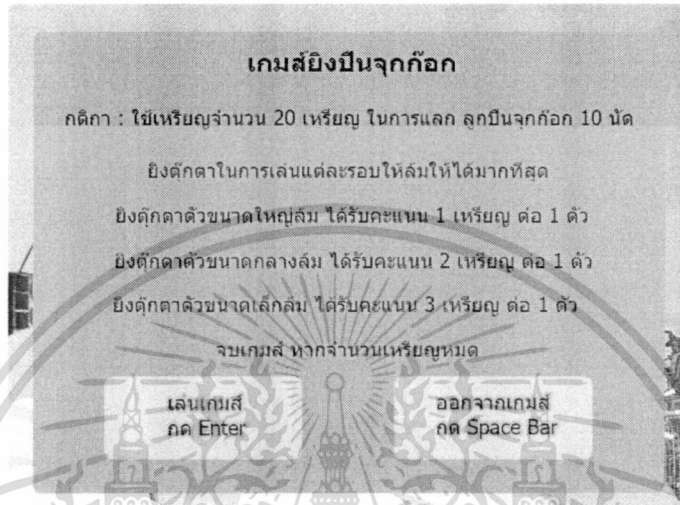 เกมส์ยิงปืนจุกก๊อก
กติกา : ใช้เหรียญจำนวน 20 เหรียญ ในการแลก ลูกปืนจุกก๊อก 10 นัด
ยิงตุ๊กตาในการเล่นแต่ละรอบให้ล้มให้ได้มากที่สุด
ยิงตุ๊กตาตัวขนาดใหญ่ล้ม ได้รับคะแนน 1 เหรียญ ต่อ 1 ตัว
ยิงตุ๊กตาตัวขนาดกลางล้ม ได้รับคะแนน 2 เหรียญ ต่อ 1 ตัว
ยิงตุ๊กตาตัวขนาดเล็กล้ม ได้รับคะแนน 3 เหรียญ ต่อ 1 ตัว
จบเกมส์ หากจำนวนเหรียญหมด
เล่นเกมส์
กด Enter
ออกจากเกมส์
กด Space Bar